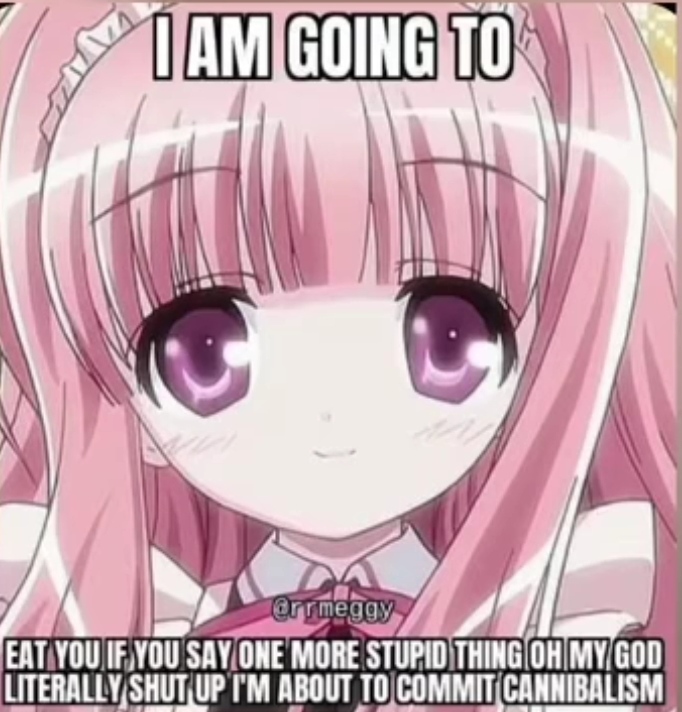 I AM GOING TO
@rrmeggy
EAT YOU IF YOU SAY ONE MORE STUPID THING OH MY GOD
LITERALLY SHUT UP I'M ABOUT TO COMMIT CANNIBALISM